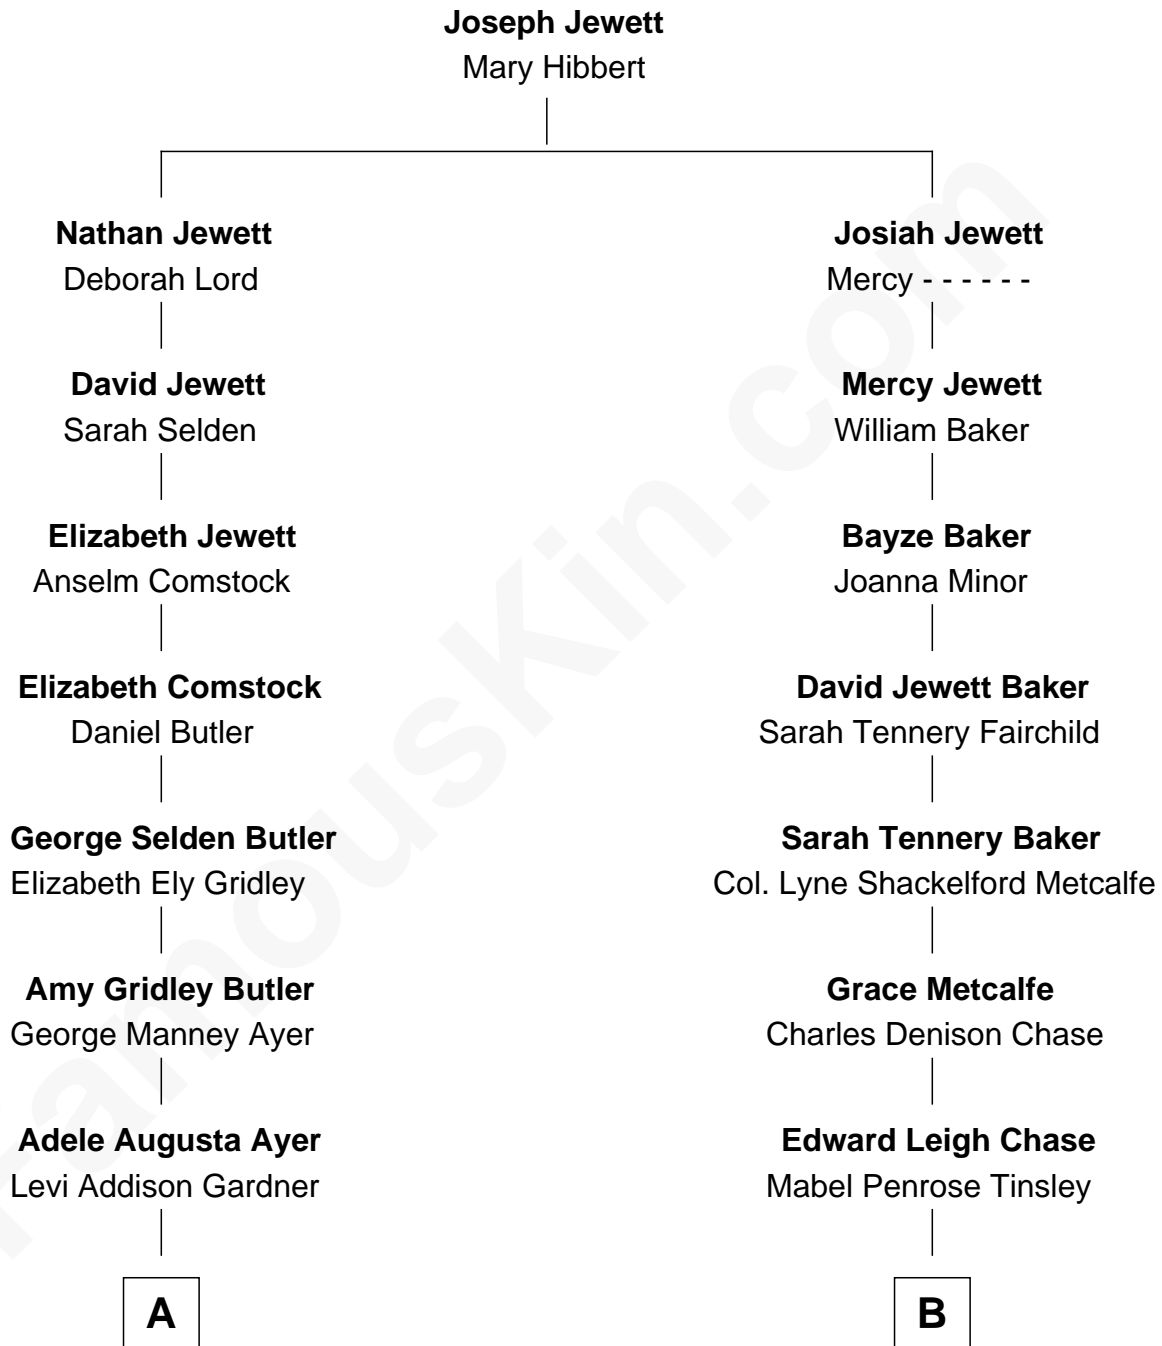 Joseph Jewett
Mary Hibbert
Nathan Jewett
Deborah Lord
David Jewett
Sarah Selden
Elizabeth Jewett
Anselm Comstock
Elizabeth Comstock
Daniel Butler
George Selden Butler
Elizabeth Ely Gridley
Amy Gridley Butler
George Manney Ayer
Adele Augusta Ayer
Levi Addison Gardner
A
Josiah Jewett
Mercy - - - - - -
Mercy Jewett
William Baker
Bayze Baker
Joanna Minor
David Jewett Baker
Sarah Tennery Fairchild
Sarah Tennery Baker
Col. Lyne Shackelford Metcalfe
Grace Metcalfe
Charles Denison Chase
Edward Leigh Chase
Mabel Penrose Tinsley
B
FamousKin.com